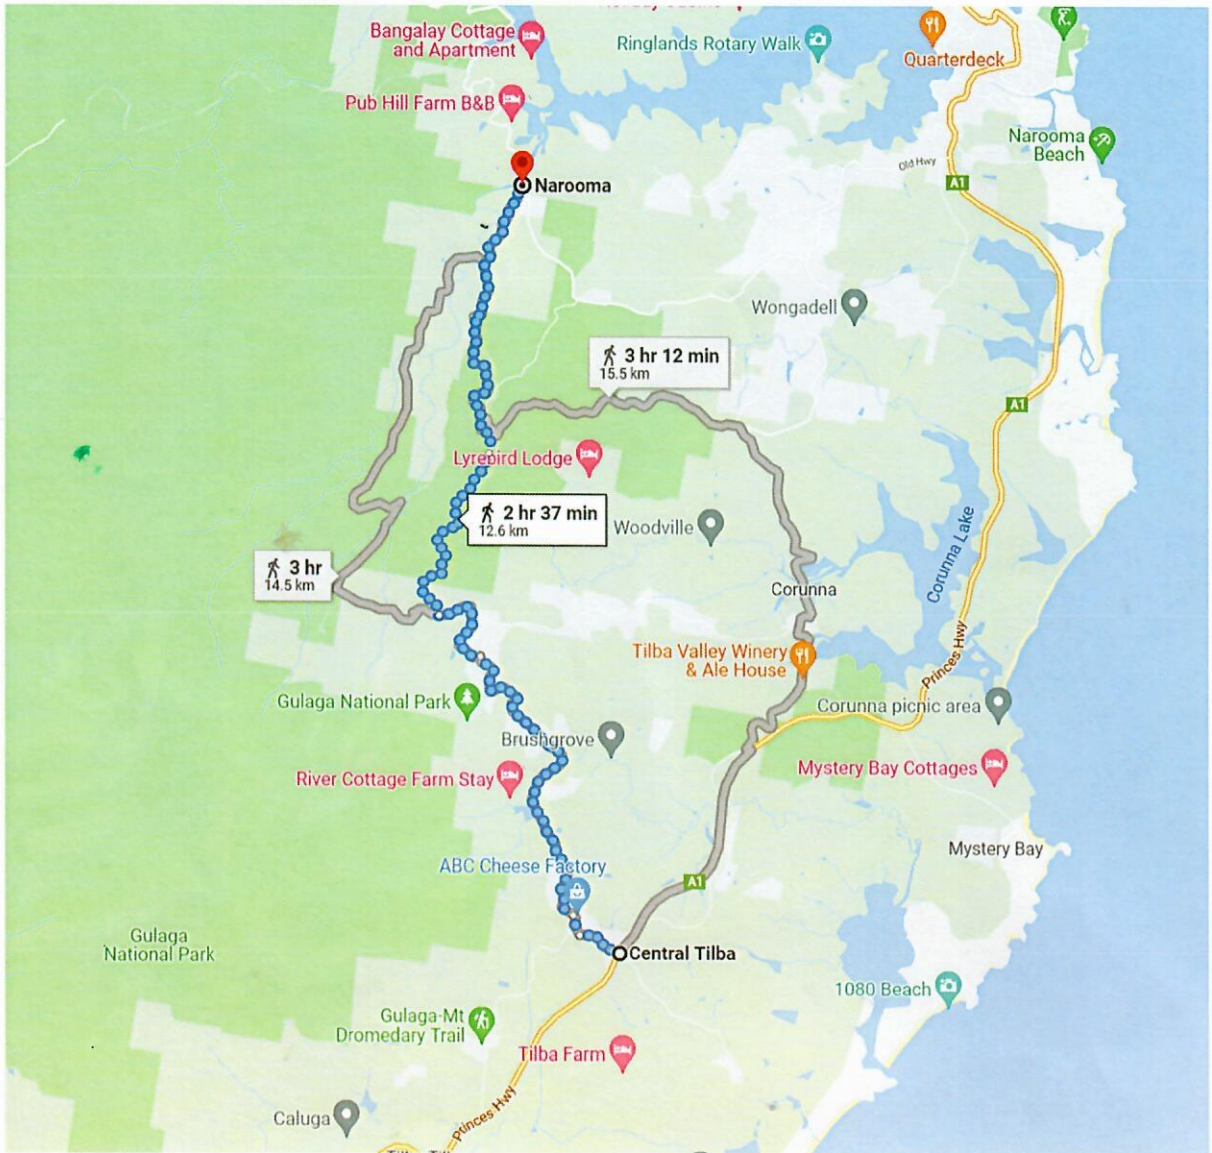 Bangalay Cottage
and Apartment
Ringlands Rotary Walk
Quarterdeck
Pub Hill Farm B&B
Narooma
Beach
Old Hwy
A1
Narooma
Wongadell
3 hr 12 min
15.5 km
A1
Lyrebird Lodge
2 hr 37 min
12.6 km
Woodville
Corunna Lake
3 hr
14.5 km
Corunna
Tilba Valley Winery
& Ale House
Princes Hwy
Gulaga National Park
Corunna picnic area
Brushgrove
River Cottage Farm Stay
Mystery Bay Cottages
Mystery Bay
ABC Cheese Factory
A1
Gulaga
National Park
Central Tilba
1080 Beach
Gulaga-Mt
Dromedary Trail
Tilba Farm
Princes Hwy
Caluga